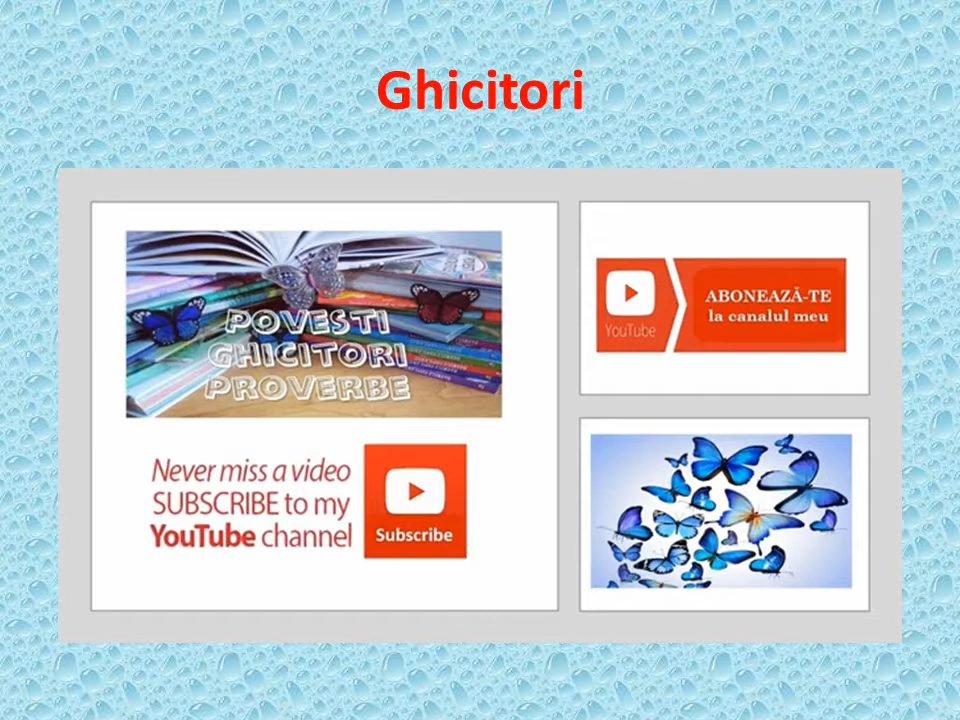 Ghicitori
POVESTI
GHICITORI
PROVERBE
Never miss a video
SUBSCRIBE to my
YouTube channel
Subscribe
YouTube
ABONEAZĂ-TE
la canalul meu